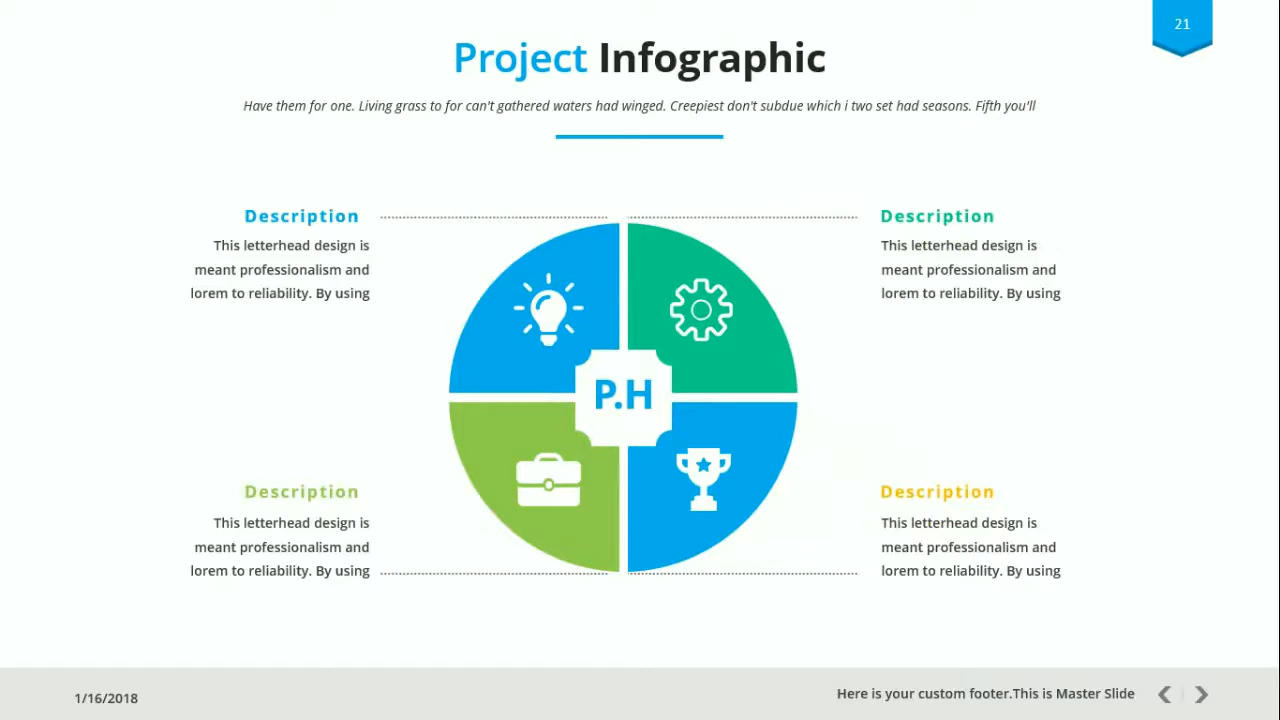 21
Project Infographic
Have them for one. Living grass to for can't gathered waters had winged. Creepiest don't subdue which i two set had seasons. Fifth you'll
Description
This letterhead design is
meant professionalism and
lorem to reliability. By using
Description
This letterhead design is
meant professionalism and
lorem to reliability. By using
P.H
Description
This letterhead design is
meant professionalism and
lorem to reliability. By using
Description
This letterhead design is
meant professionalism and
lorem to reliability. By using
1/16/2018
Here is your custom footer.This is Master Slide